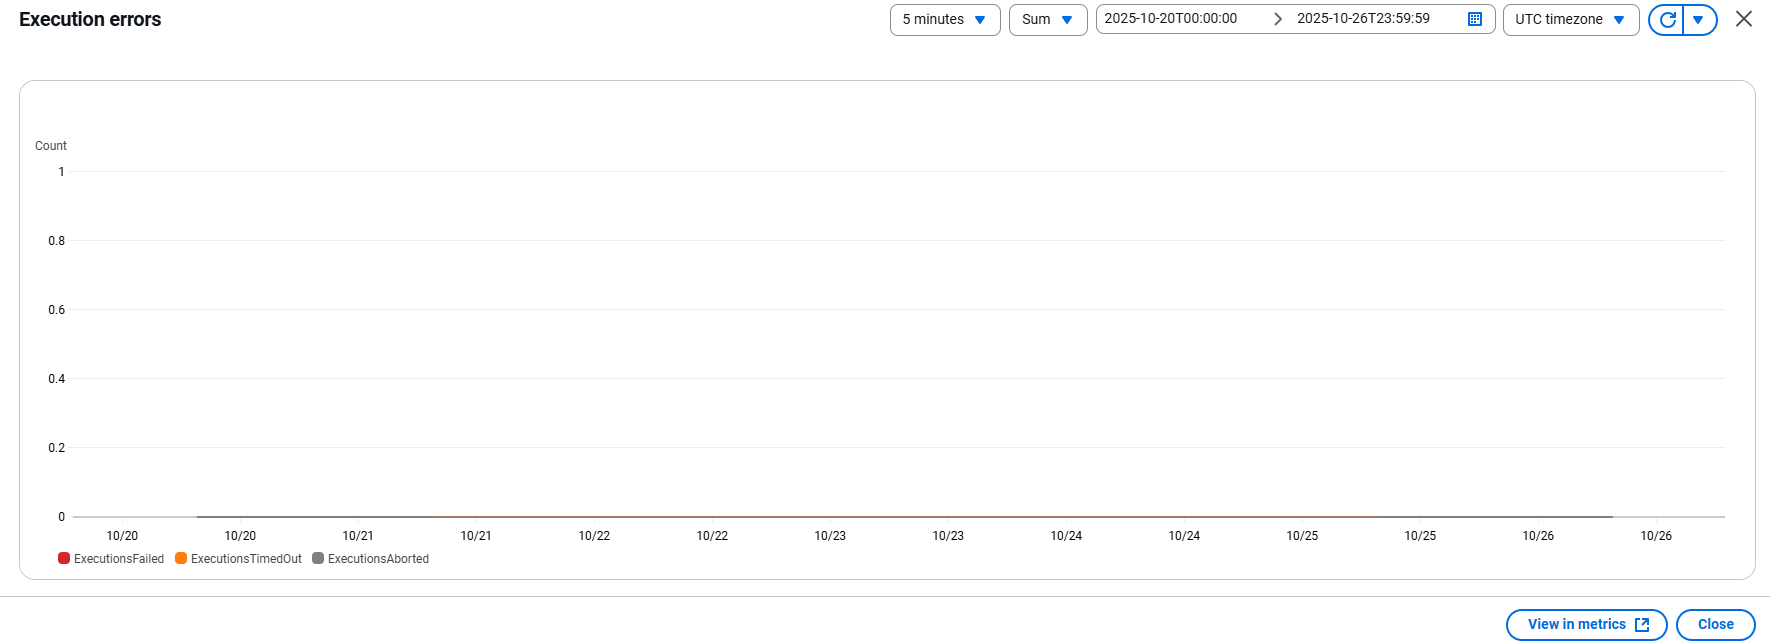 Execution errors
5 minutes
Sum
2025-10-20T00:00:00
2025-10-26T23:59:59
UTC timezone
Count
1
0.8
0.6
0.4
0.2
0
10/20 10/20 10/21 10/21 10/22 10/22 10/23 10/23 10/24 10/24 10/25 10/25 10/26 10/26
ExecutionsFailed ExecutionsTimedOut ExecutionsAborted
View in metrics
Close